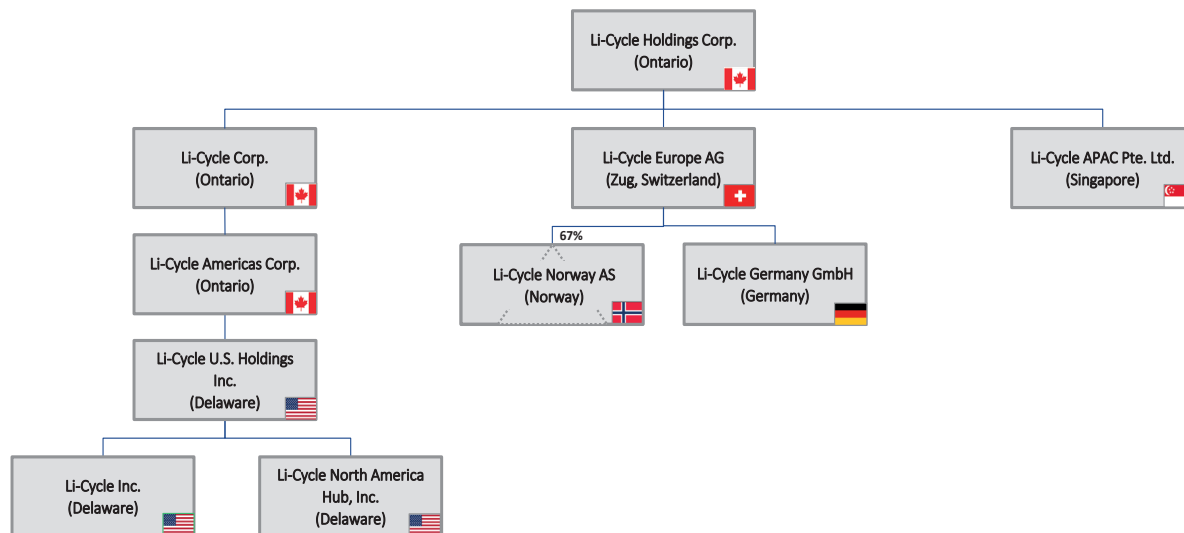 Li-Cycle Holdings Corp.
(Ontario)
Li-Cycle Corp.
(Ontario)
Li-Cycle Europe AG
(Zug, Switzerland)
Li-Cycle APAC Pte. Ltd.
(Singapore)
67%
Li-Cycle Americas Corp.
(Ontario)
Li-Cycle Norway AS
(Norway)
Li-Cycle Germany GmbH
(Germany)
Li-Cycle U.S. Holdings
Inc.
(Delaware)
Li-Cycle Inc.
(Delaware)
Li-Cycle North America
Hub, Inc.
(Delaware)